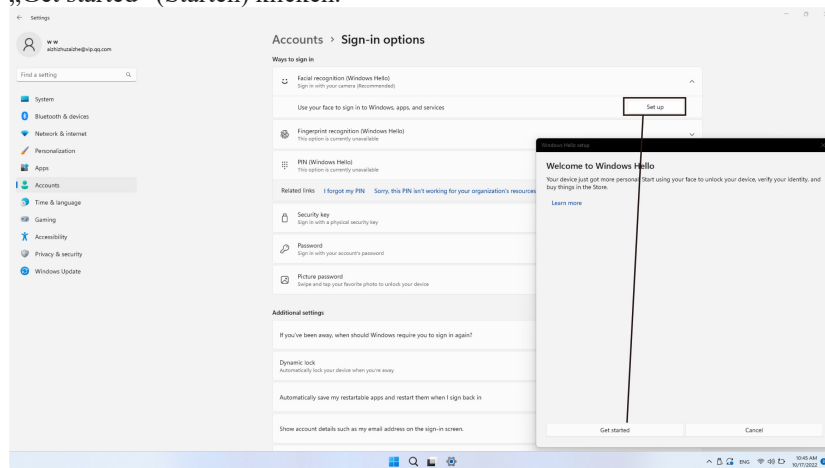 „Get started“ (Starten) klicken.
Settings
w w
aizhizhuzaizhe@vip.qq.com
Find a setting
System
Bluetooth & devices
Network & internet
Personalization
Apps
Accounts
Time & language
Gaming
Accessibility
Privacy & security
Windows Update
Accounts > Sign-in options
Ways to sign in
Facial recognition (Windows Hello)
Sign in with your camera (Recommended)
Use your face to sign in to Windows, apps, and services
Set up
Fingerprint recognition (Windows Hello)
This option is currently unavailable
PIN (Windows Hello)
This option is currently unavailable
Related links I forgot my PIN Sorry, this PIN isn't working for your organization's resources
Security key
Sign in with a physical security key
Password
Sign in with your account's password
Picture password
Swipe and tap your favorite photo to unlock your device
Additional settings
If you've been away, when should Windows require you to sign in again?
Dynamic lock
Automatically lock your device when you're away
Automatically save my restartable apps and restart them when I sign back in
Show account details such as my email address on the sign-in screen.
Windows Hello setup
Welcome to Windows Hello
Your device just got more personal. Start using your face to unlock your device, verify your identity, and
buy things in the Store.
Learn more
Get started
Cancel
ENG
10:45 AM
10/17/2022